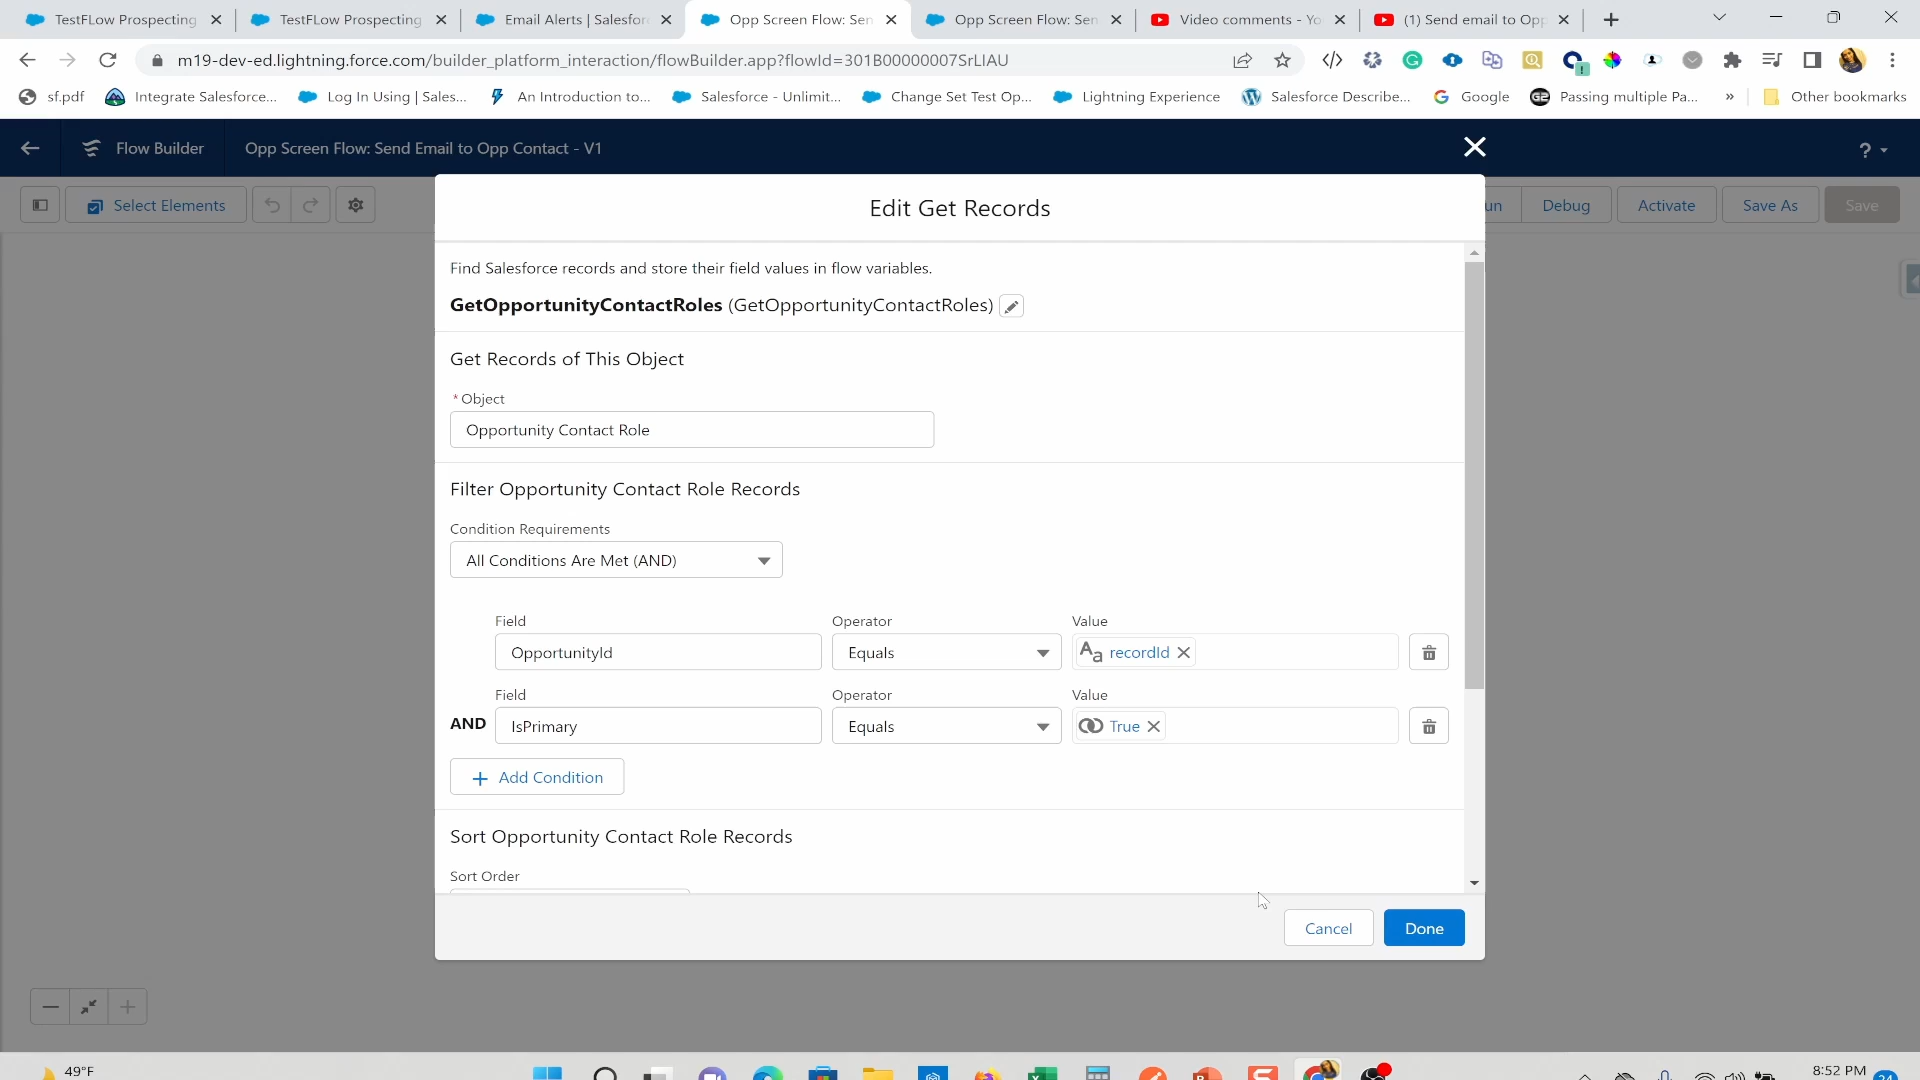 TestFLow Prospecting
TestFLow Prospecting
Email Alerts | Salesfor
Opp Screen Flow: Sen
Opp Screen Flow: Sen
Video comments - Yo
(1) Send email to Opp
m19-dev-ed.lightning.force.com/builder_platform_interaction/flowBuilder.app?flowId=301B00000007SrLIAU
sf.pdf
Integrate Salesforce...
Log In Using | Sales...
An Introduction to...
Salesforce - Unlimit...
Change Set Test Op...
Lightning Experience
Salesforce Describe...
Google
Passing multiple Pa...
»
Other bookmarks
Flow Builder
Opp Screen Flow: Send Email to Opp Contact - V1
?
Select Elements
un
Debug
Activate
Save As
Save
Edit Get Records
Find Salesforce records and store their field values in flow variables.
GetOpportunityContactRoles (GetOpportunityContactRoles)
Get Records of This Object
* Object
Opportunity Contact Role
Filter Opportunity Contact Role Records
Condition Requirements
All Conditions Are Met (AND)
Field Operator Value
OpportunityId Equals Aa recordId
Field Operator Value
AND IsPrimary Equals True
+ Add Condition
Sort Opportunity Contact Role Records
Sort Order
Cancel
Done
49°F
8:52 PM
24